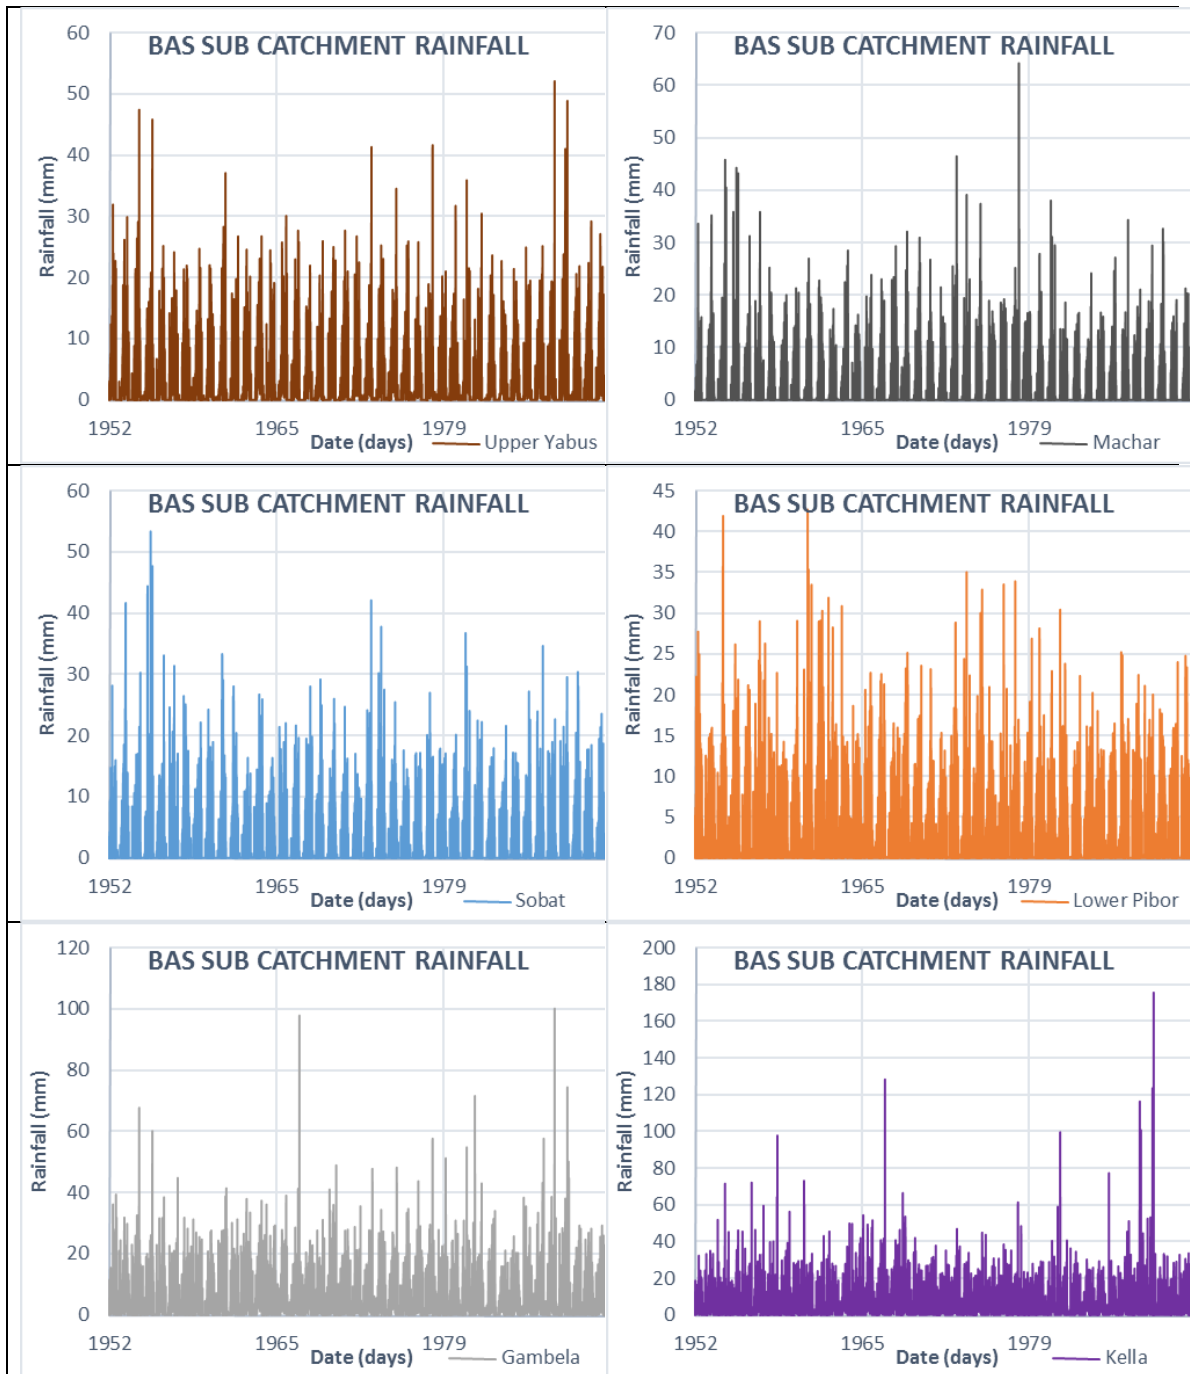 BAS SUB CATCHMENT RAINFALL
60
50
40
30
20
10
0
Rainfall (mm)
1952 1965 1979
Date (days) Upper Yabus
BAS SUB CATCHMENT RAINFALL
70
60
50
40
30
20
10
0
Rainfall (mm)
1952 1965 1979
Date (days) Machar
BAS SUB CATCHMENT RAINFALL
60
50
40
30
20
10
0
Rainfall (mm)
1952 1965 1979
Date (days) Sobat
BAS SUB CATCHMENT RAINFALL
45
40
35
30
25
20
15
10
5
0
Rainfall (mm)
1952 1965 1979
Date (days) Lower Pibor
BAS SUB CATCHMENT RAINFALL
120
100
80
60
40
20
0
Rainfall (mm)
1952 1965 1979
Date (days) Gambela
BAS SUB CATCHMENT RAINFALL
200
180
160
140
120
100
80
60
40
20
0
Rainfall (mm)
1952 1965 1979
Date (days) Kella